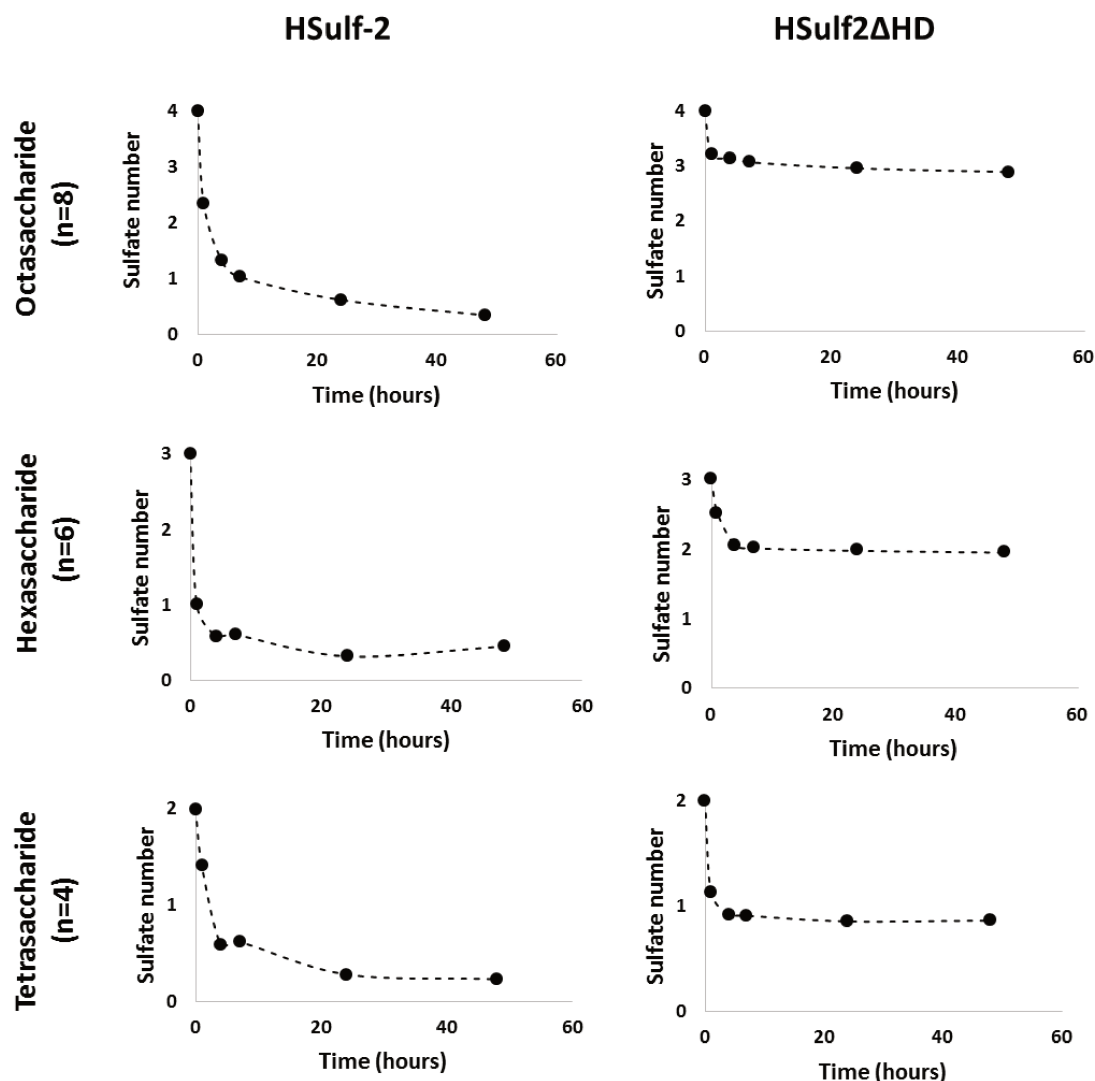 HSulf-2
HSulf2ΔHD
Octasaccharide
(n=8)
Sulfate number
4
3
2
1
0
0
20
40
60
Time (hours)
Sulfate number
4
3
2
1
0
0
20
40
60
Time (hours)
Hexasaccharide
(n=6)
Sulfate number
3
2
1
0
0
20
40
60
Time (hours)
Sulfate number
3
2
1
0
0
20
40
60
Time (hours)
Tetrasaccharide
(n=4)
Sulfate number
2
1
0
0
20
40
60
Time (hours)
Sulfate number
2
1
0
0
20
40
60
Time (hours)